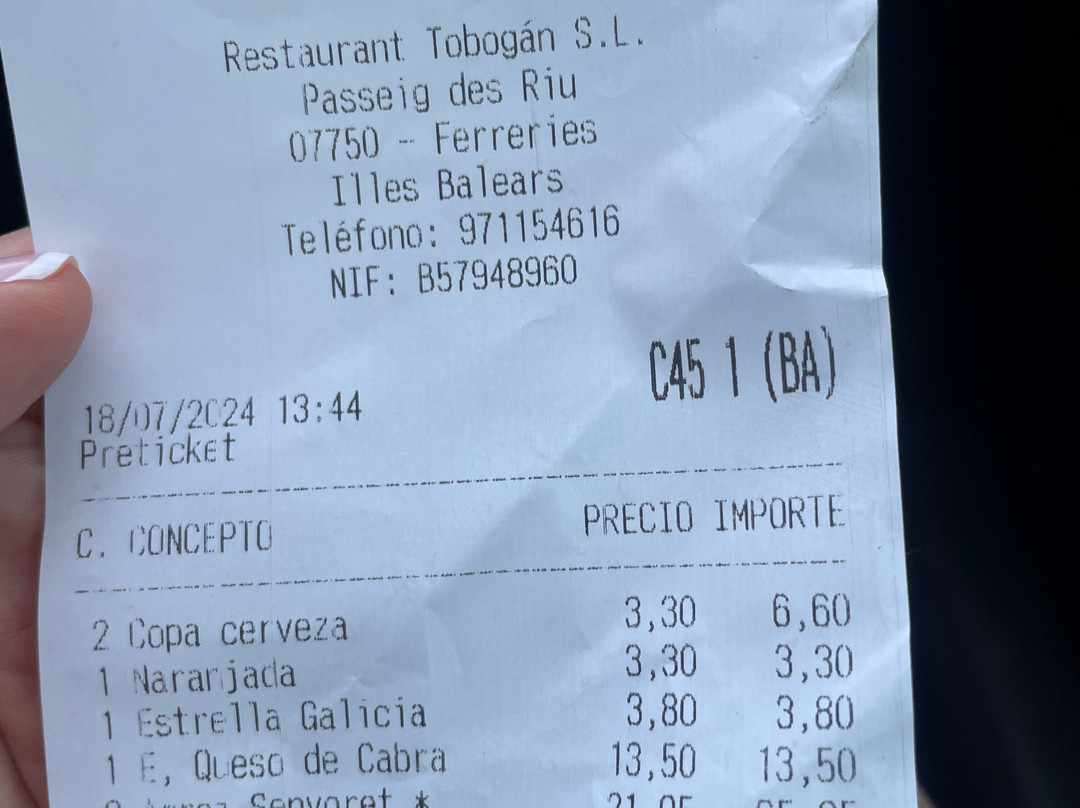 Restaurant Tobogán S.L.
Passeig des Riu
07750 - Ferreries
Illes Balears
Teléfono: 971154616
NIF: B57948960
C45 1 (BA)
18/07/2024 13:44
Preticket
C. CONCEPTO PRECIO IMPORTE
2 Copa cerveza 3,30 6,60
1 Naranjada 3,30 3,30
1 Estrella Galicia 3,80 3,80
1 E, Queso de Cabra 13,50 13,50
Senyoret *